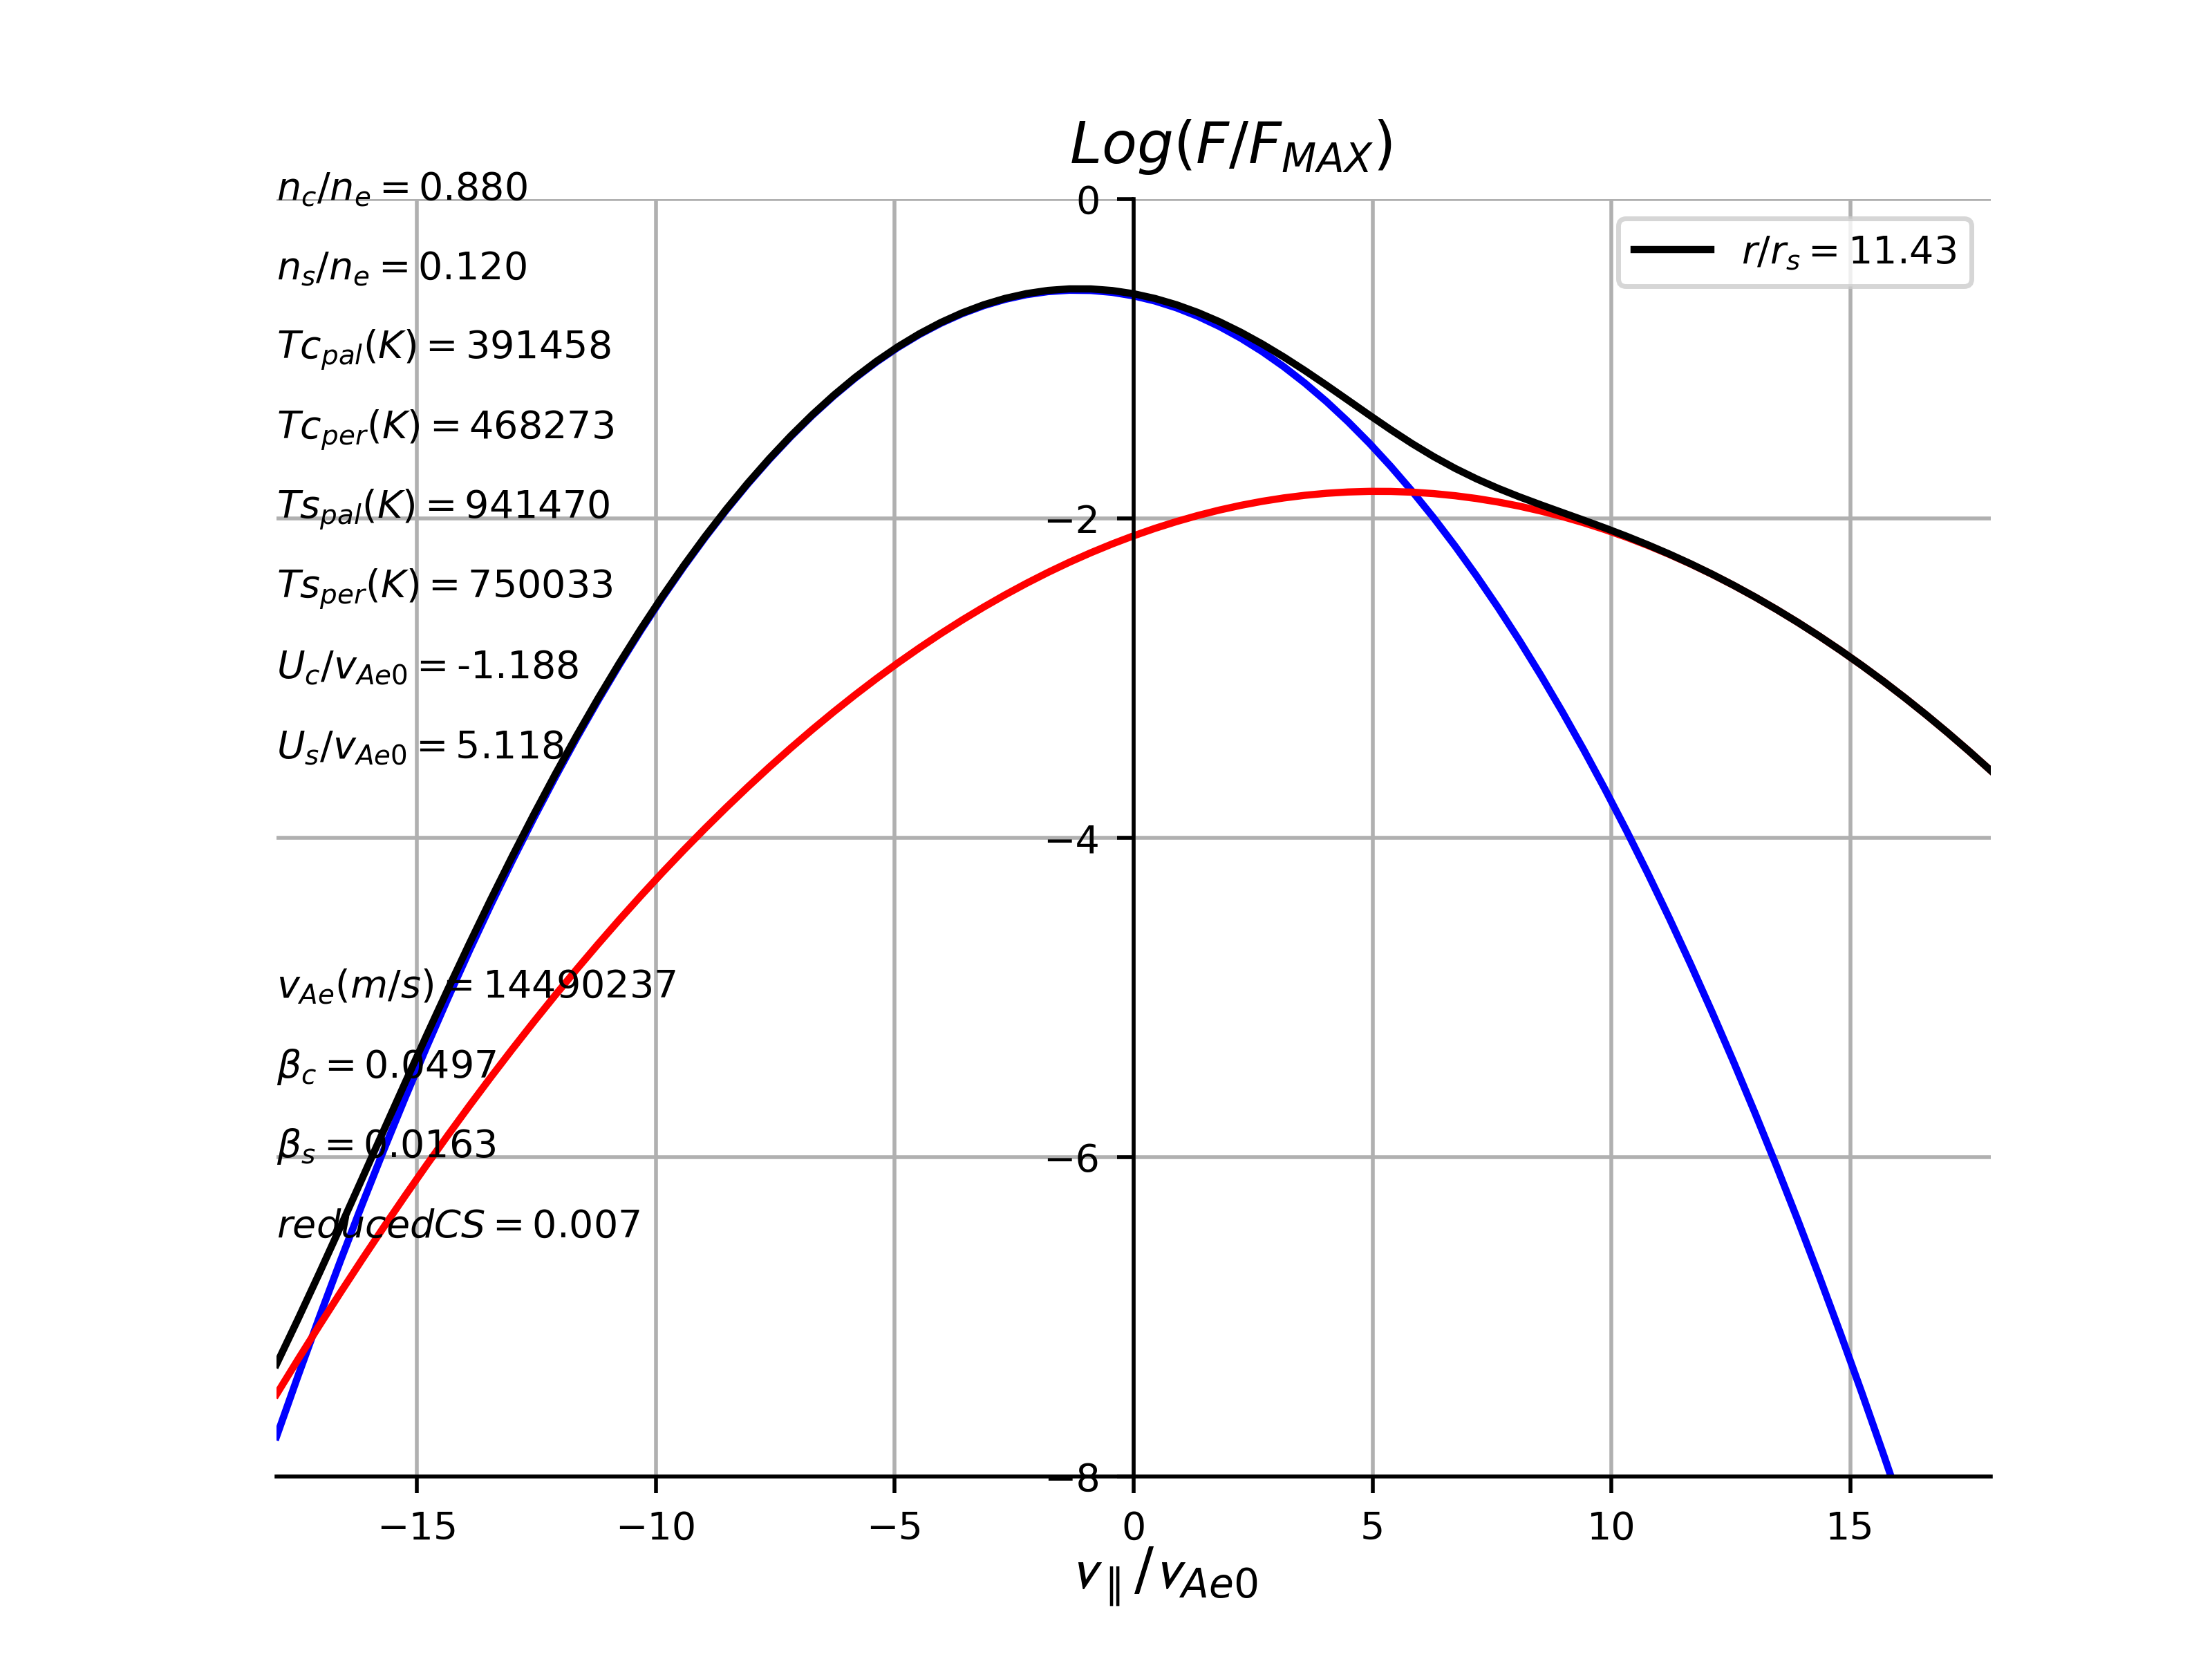 Log(F/F_MAX)
n_c/n_e = 0.880
n_s/n_e = 0.120
Tc_pal(K) = 391458
Tc_per(K) = 468273
Ts_pal(K) = 941470
Ts_per(K) = 750033
U_c/v_Ae0 = -1.188
U_s/v_Ae0 = 5.118
v_Ae(m/s) = 14490237
β_c = 0.0497
β_s = 0.0163
reducedCS = 0.007
r/r_s = 11.43
0
−2
−4
−6
−8
−15 −10 −5 0 5 10 15
v_∥/v_Ae0